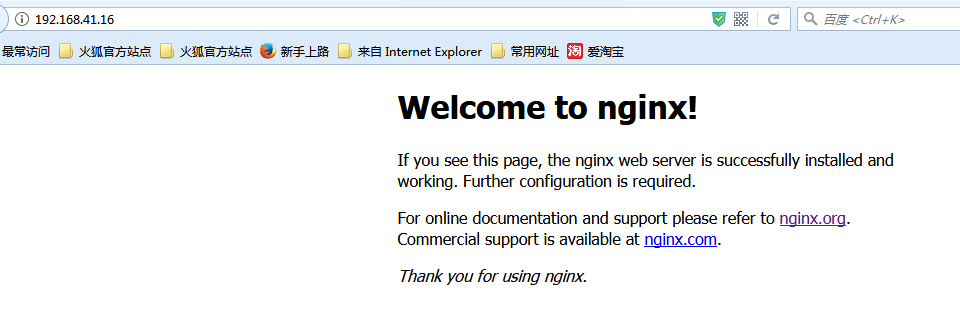 192.168.41.16
百度 <Ctrl+K>
最常访问 火狐官方站点 火狐官方站点 新手上路 来自 Internet Explorer 常用网址 淘 爱淘宝
Welcome to nginx!
If you see this page, the nginx web server is successfully installed and
working. Further configuration is required.
For online documentation and support please refer to nginx.org.
Commercial support is available at nginx.com.
Thank you for using nginx.